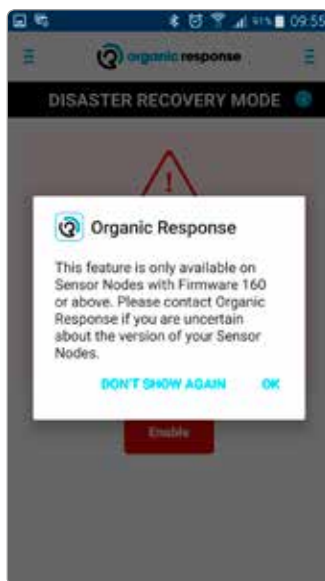 91% 09:55
organic response
DISASTER RECOVERY MODE
!
Organic Response
This feature is only available on
Sensor Nodes with Firmware 160
or above. Please contact Organic
Response if you are uncertain
about the version of your Sensor
Nodes.
DON'T SHOW AGAIN OK
Enable